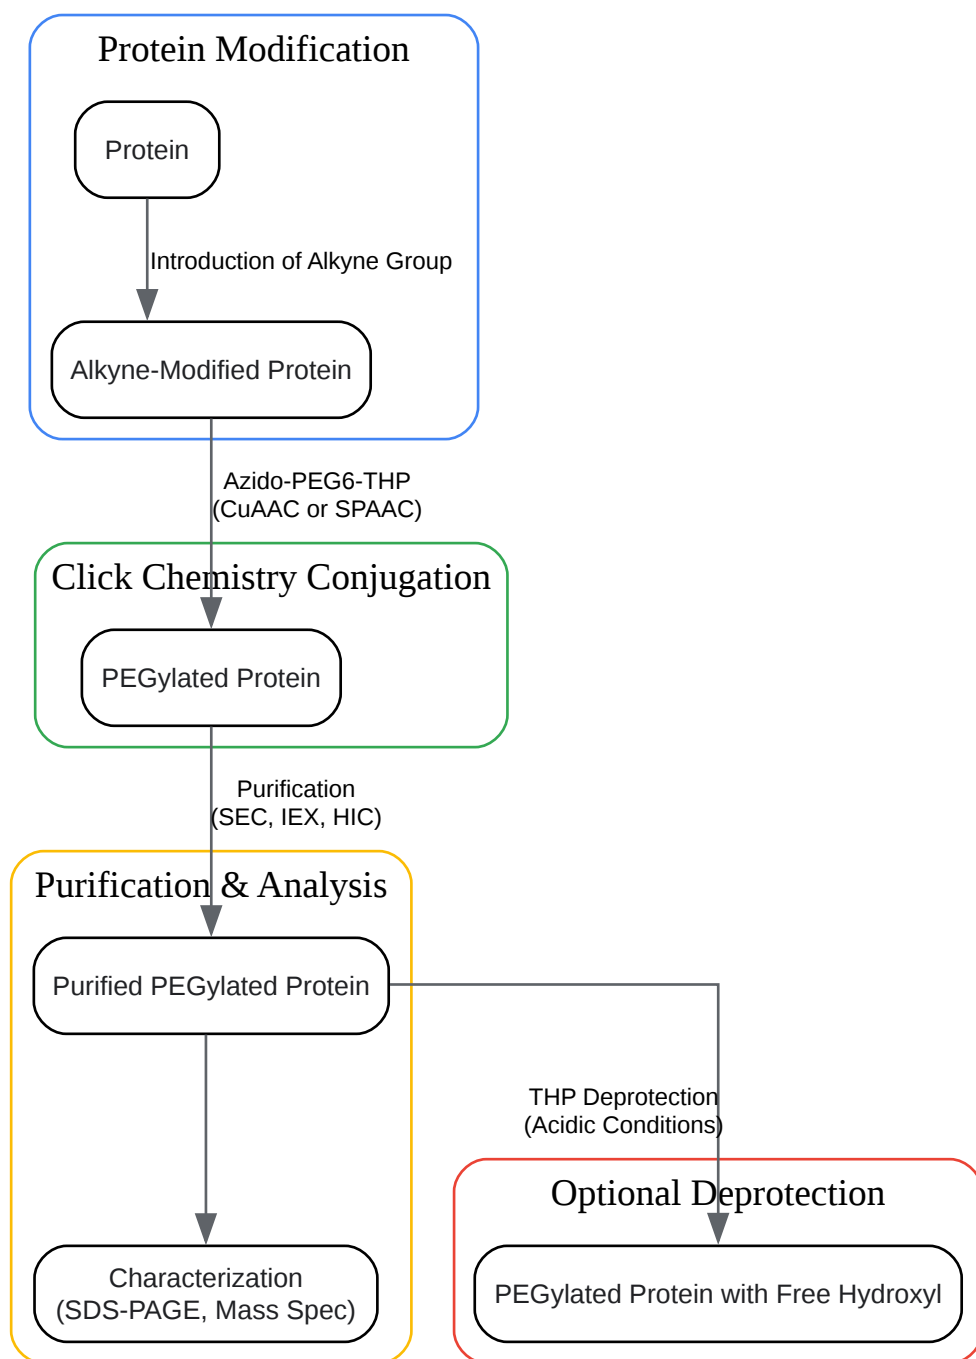 Protein Modification
Protein
Introduction of Alkyne Group
Alkyne-Modified Protein
Azido-PEG6-THP
(CuAAC or SPAAC)
Click Chemistry Conjugation
PEGylated Protein
Purification
(SEC, IEX, HIC)
Purification & Analysis
Purified PEGylated Protein
THP Deprotection
(Acidic Conditions)
Optional Deprotection
Characterization
(SDS-PAGE, Mass Spec)
PEGylated Protein with Free Hydroxyl